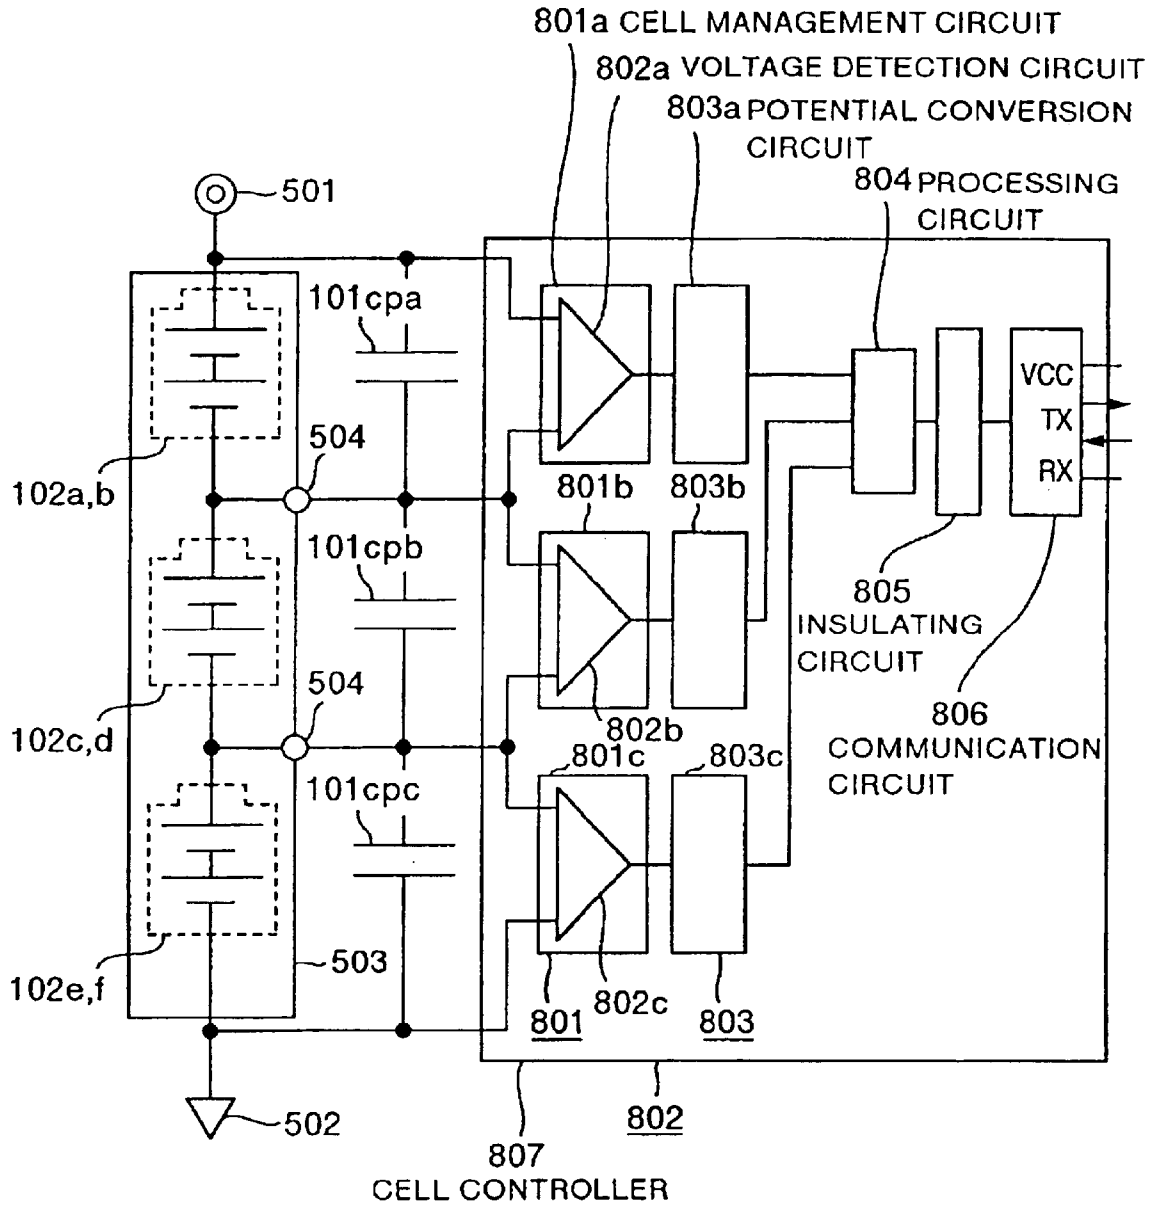 801a CELL MANAGEMENT CIRCUIT
802a VOLTAGE DETECTION CIRCUIT
803a POTENTIAL CONVERSION
CIRCUIT
804 PROCESSING
CIRCUIT
501
101cpa
VCC
TX
RX
504
102a,b
801b
803b
101cpb
805
INSULATING
CIRCUIT
504
102c,d
802b
806
COMMUNICATION
CIRCUIT
801c
803c
101cpc
503
102e,f
802c
801
803
502
802
807
CELL CONTROLLER